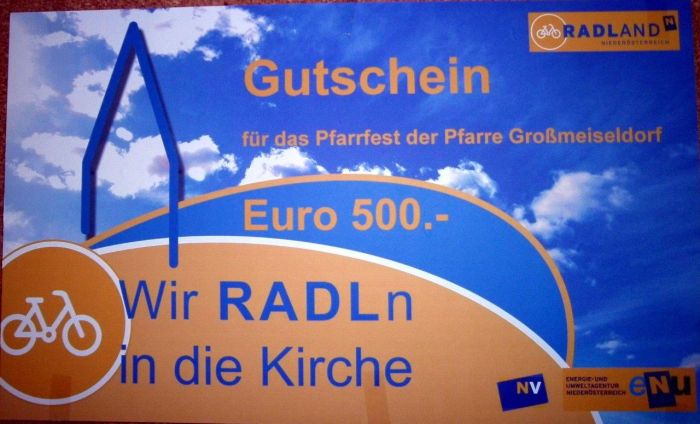 RADLAND N
NIEDERÖSTERREICH
Gutschein
für das Pfarrfest der Pfarre Großmeiseldorf
Euro 500.-
Wir RADLn
in die Kirche
NV
ENERGIE- UND
UMWELTAGENTUR
NIEDERÖSTERREICH
eNu